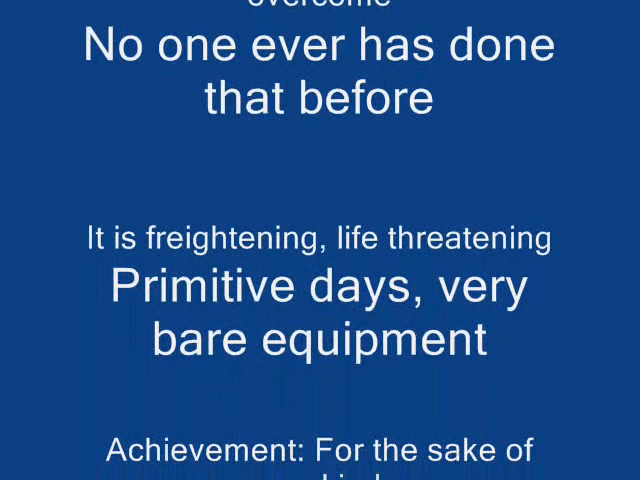 overcome
No one ever has done
that before
It is freightening, life threatening
Primitive days, very
bare equipment
Achievement: For the sake of